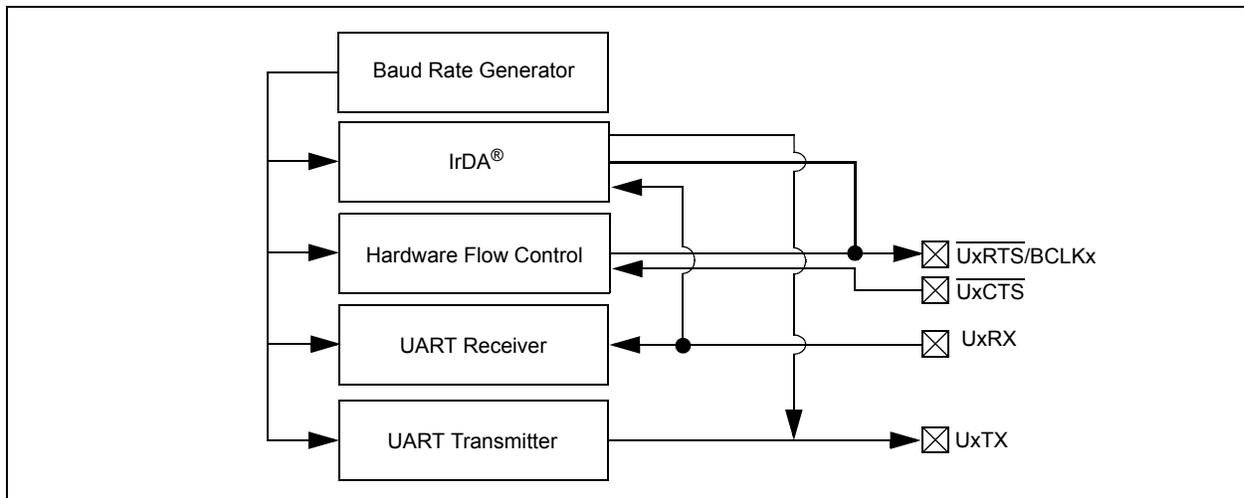 Baud Rate Generator
IrDA®
Hardware Flow Control
UxRTS/BCLKx
UxCTS
UART Receiver
UxRX
UART Transmitter
UxTX